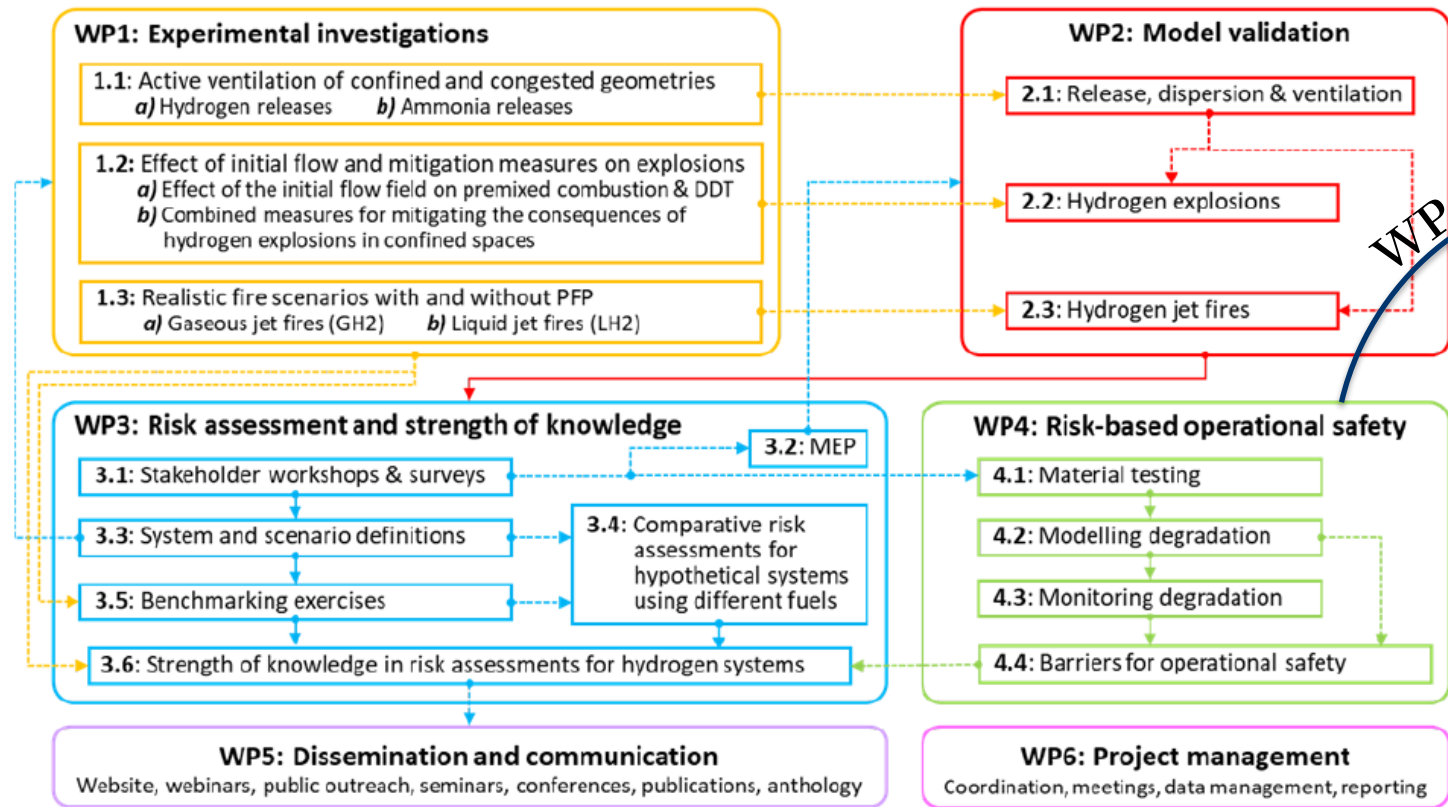 WP1: Experimental investigations
1.1: Active ventilation of confined and congested geometries
a) Hydrogen releases b) Ammonia releases
1.2: Effect of initial flow and mitigation measures on explosions
a) Effect of the initial flow field on premixed combustion & DDT
b) Combined measures for mitigating the consequences of
hydrogen explosions in confined spaces
1.3: Realistic fire scenarios with and without PFP
a) Gaseous jet fires (GH2) b) Liquid jet fires (LH2)
WP2: Model validation
2.1: Release, dispersion & ventilation
2.2: Hydrogen explosions
2.3: Hydrogen jet fires
WP
WP3: Risk assessment and strength of knowledge
3.1: Stakeholder workshops & surveys
3.2: MEP
3.3: System and scenario definitions
3.4: Comparative risk
assessments for
hypothetical systems
using different fuels
3.5: Benchmarking exercises
3.6: Strength of knowledge in risk assessments for hydrogen systems
WP4: Risk-based operational safety
4.1: Material testing
4.2: Modelling degradation
4.3: Monitoring degradation
4.4: Barriers for operational safety
WP5: Dissemination and communication
Website, webinars, public outreach, seminars, conferences, publications, anthology
WP6: Project management
Coordination, meetings, data management, reporting